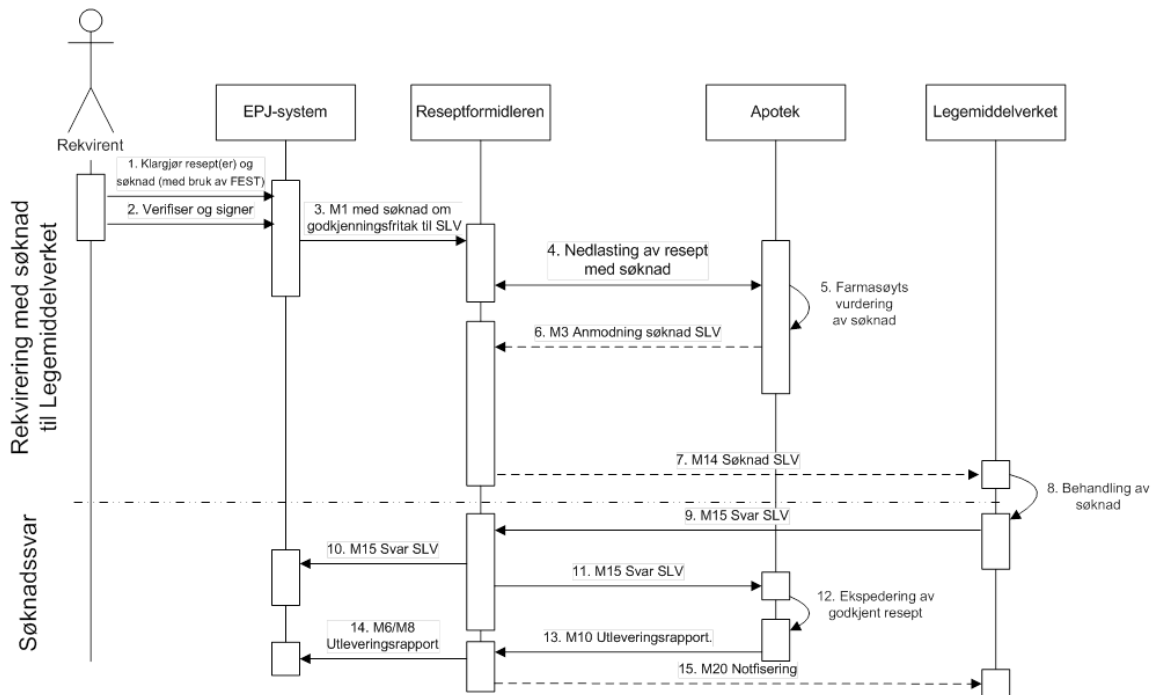 EPJ-system
Reseptformidleren
Apotek
Legemiddelverket
Rekvirent
Rekvirering med søknad
til Legemiddelverket
1. Klargjør resept(er) og
søknad (med bruk av FEST)
2. Verifiser og signer
3. M1 med søknad om
godkjenningsfritak til SLV
4. Nedlasting av resept
med søknad
5. Farmasøyts
vurdering
av søknad
6. M3 Anmodning søknad SLV
7. M14 Søknad SLV
8. Behandling av
søknad
Søknadssvar
9. M15 Svar SLV
10. M15 Svar SLV
11. M15 Svar SLV
12. Ekspedering av
godkjent resept
13. M10 Utleveringsrapport.
14. M6/M8
Utleveringsrapport
15. M20 Notfisering